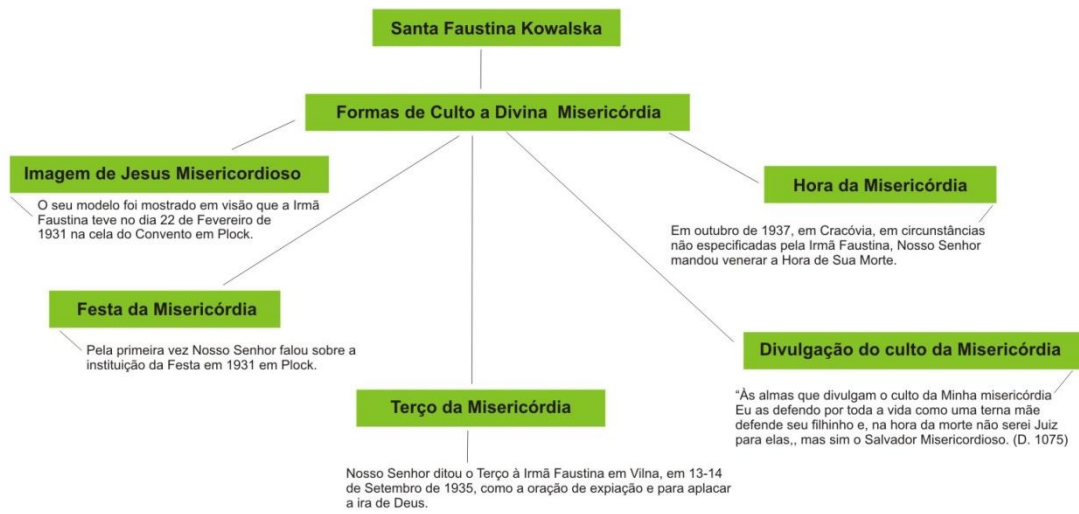 Santa Faustina Kowalska
Formas de Culto a Divina Misericórdia
Imagem de Jesus Misericordioso
O seu modelo foi mostrado em visão que a Irmã
Faustina teve no dia 22 de Fevereiro de
1931 na cela do Convento em Plock.
Hora da Misericórdia
Em outubro de 1937, em Cracóvia, em circunstâncias
não especificadas pela Irmã Faustina, Nosso Senhor
mandou venerar a Hora de Sua Morte.
Festa da Misericórdia
Pela primeira vez Nosso Senhor falou sobre a
instituição da Festa em 1931 em Plock.
Divulgação do culto da Misericórdia
“Às almas que divulgam o culto da Minha misericórdia
Eu as defendo por toda a vida como uma terna mãe
defende seu filhinho e, na hora da morte não serei Juiz
para elas,, mas sim o Salvador Misericordioso. (D. 1075)
Terço da Misericórdia
Nosso Senhor ditou o Terço à Irmã Faustina em Vilna, em 13-14
de Setembro de 1935, como a oração de expiação e para aplacar
a ira de Deus.